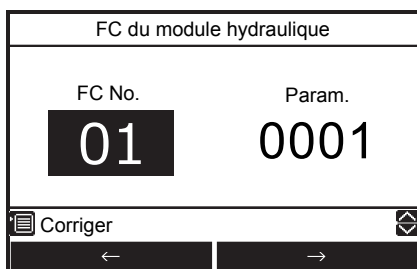 FC du module hydraulique
FC No. Param.
01 0001
Corriger
← →